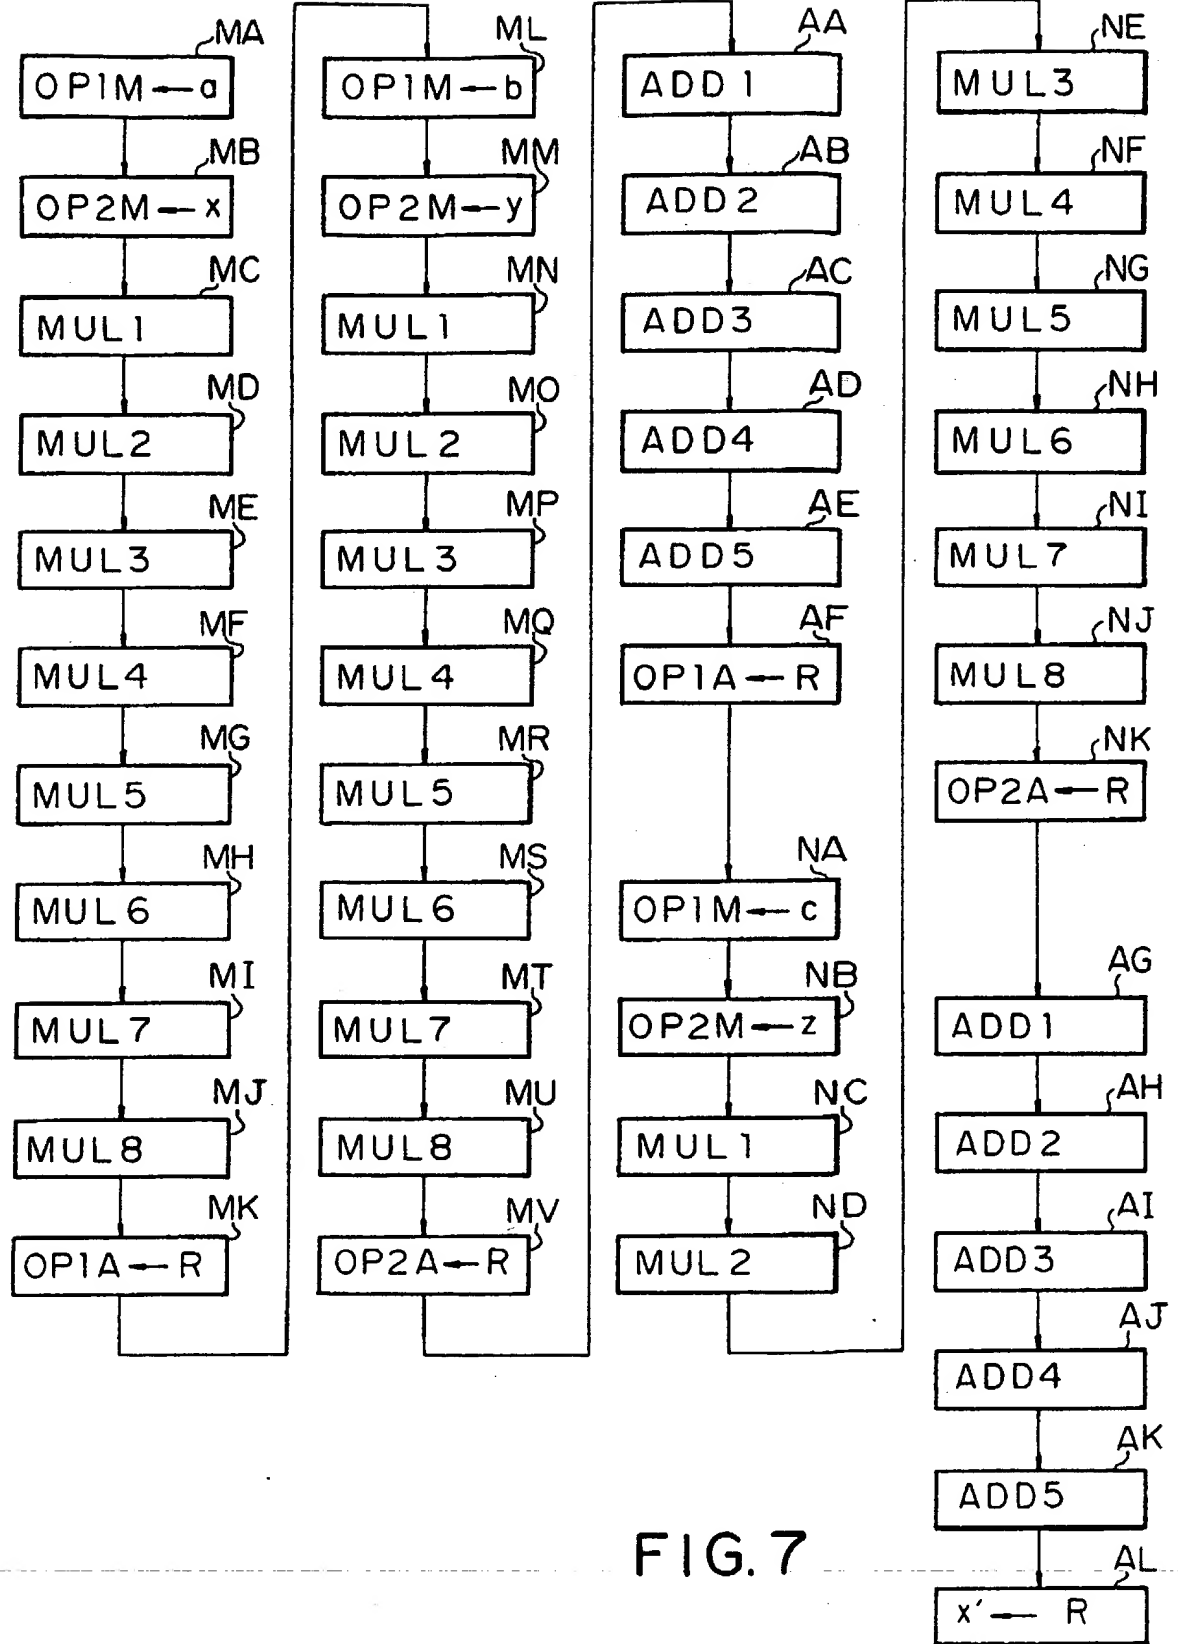 MA
OP1M ← a
MB
OP2M ← x
MC
MUL1
MD
MUL2
ME
MUL3
MF
MUL4
MG
MUL5
MH
MUL6
MI
MUL7
MJ
MUL8
MK
OP1A ← R
ML
OP1M ← b
MM
OP2M ← y
MN
MUL1
MO
MUL2
MP
MUL3
MQ
MUL4
MR
MUL5
MS
MUL6
MT
MUL7
MU
MUL8
MV
OP2A ← R
AA
ADD1
AB
ADD2
AC
ADD3
AD
ADD4
AE
ADD5
AF
OP1A ← R
NA
OP1M ← c
NB
OP2M ← z
NC
MUL1
ND
MUL2
NE
MUL3
NF
MUL4
NG
MUL5
NH
MUL6
NI
MUL7
NJ
MUL8
NK
OP2A ← R
AG
ADD1
AH
ADD2
AI
ADD3
AJ
ADD4
AK
ADD5
AL
x' ← R
FIG. 7